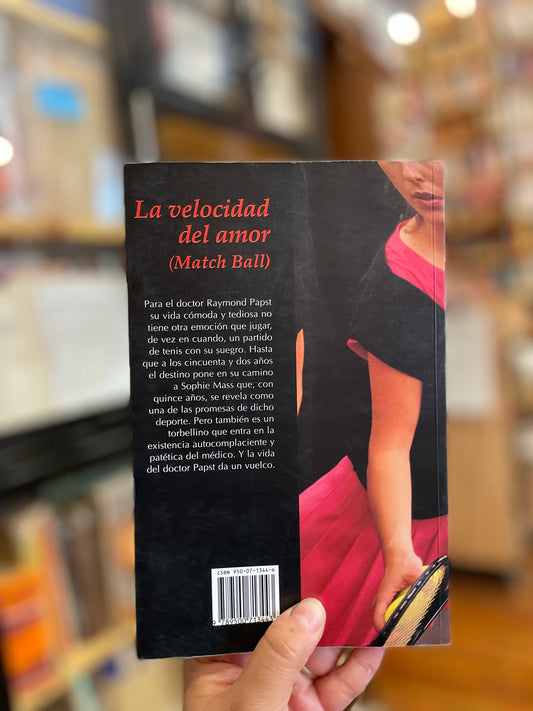 La velocidad
del amor
(Match Ball)
Para el doctor Raymond Papst
su vida cómoda y tediosa no
tiene otra emoción que jugar,
de vez en cuando, un partido
de tenis con su suegro. Hasta
que a los cincuenta y dos años
el destino pone en su camino
a Sophie Mass que, con
quince años, se revela como
una de las promesas de dicho
deporte. Pero también es un
torbellino que entra en la
existencia autocomplaciente y
patética del médico. Y la vida
del doctor Papst da un vuelco.
ISBN 950-07-1344-6
9 789500 713443